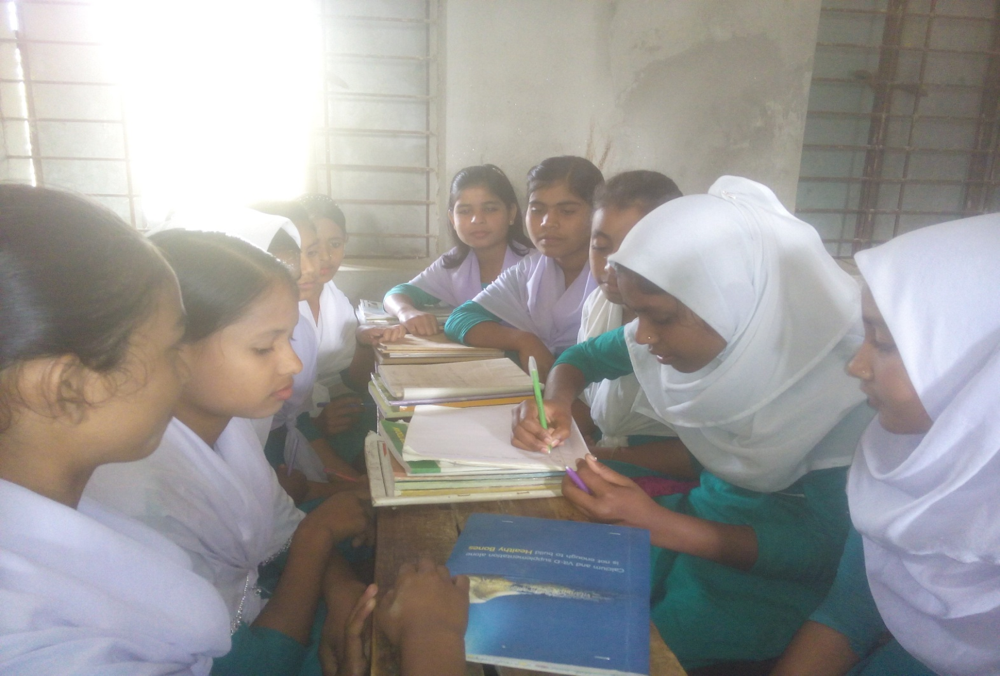 Calcium and Vit-D supplementation alone
is not enough to build Healthy Bones